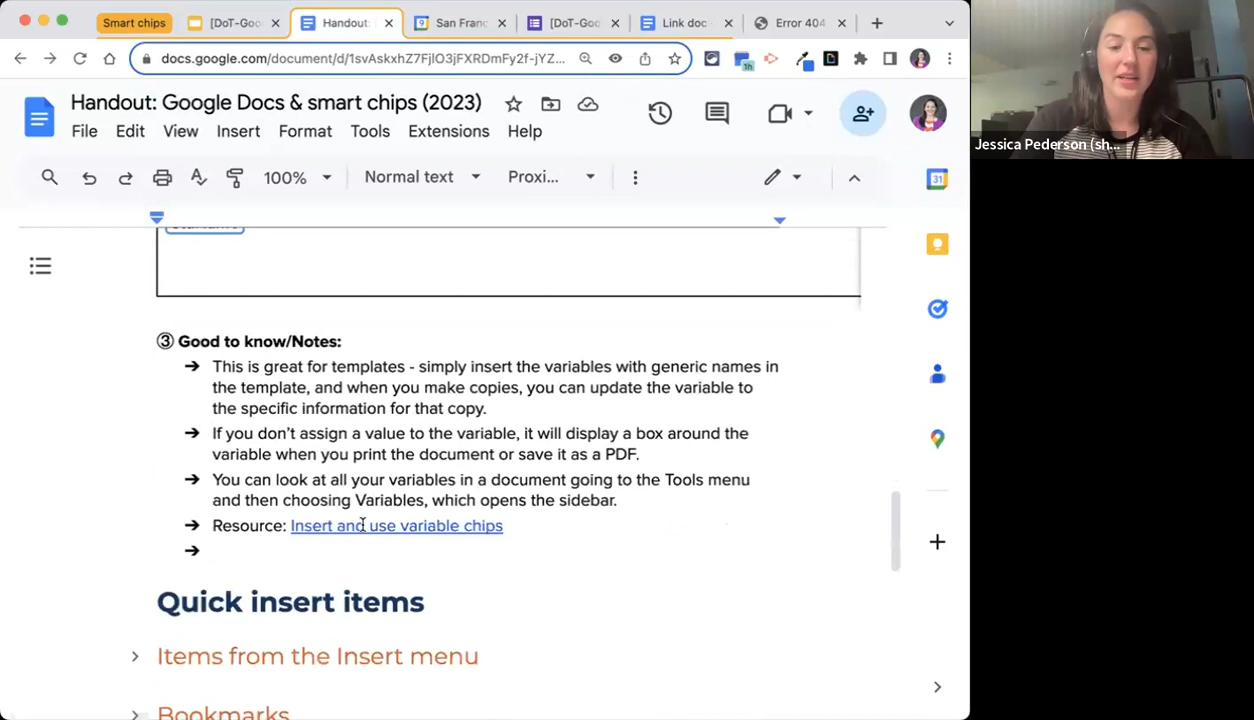 Smart chips
[DoT-Goo
Handout:
San Franc
[DoT-Goo
Link doc
Error 404
docs.google.com/document/d/1svAskxhZ7FjlO3jFXRDmFy2f-jYZ...
1h
Handout: Google Docs & smart chips (2023)
File Edit View Insert Format Tools Extensions Help
100% Normal text Proxi...
31
③ Good to know/Notes:
➔ This is great for templates - simply insert the variables with generic names in
the template, and when you make copies, you can update the variable to
the specific information for that copy.
➔ If you don't assign a value to the variable, it will display a box around the
variable when you print the document or save it as a PDF.
➔ You can look at all your variables in a document going to the Tools menu
and then choosing Variables, which opens the sidebar.
➔ Resource: Insert and use variable chips
➔
Quick insert items
Items from the Insert menu
Bookmarks
Jessica Pederson (sh...